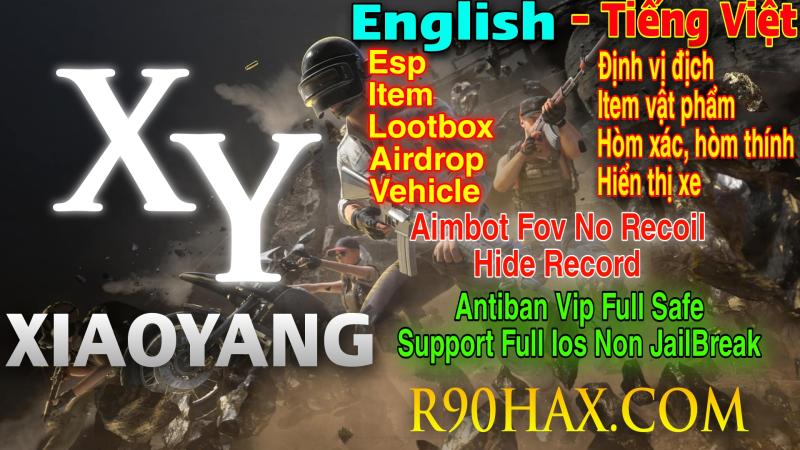 English - Tiếng Việt
Esp
Item
Lootbox
Airdrop
Vehicle
Định vị địch
Item vật phẩm
Hòm xác, hòm thính
Hiển thị xe
Aimbot Fov No Recoil
Hide Record
Antiban Vip Full Safe
Support Full Ios Non JailBreak
R90HAX.COM
XY
XIAOYANG